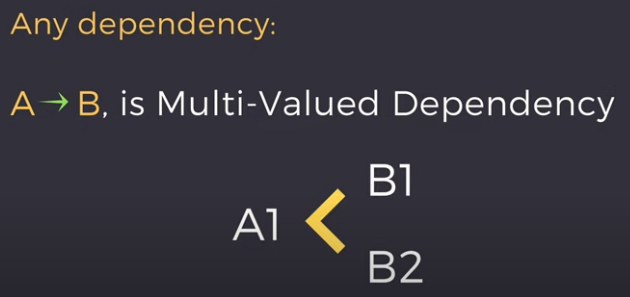 Any dependency:
A→B, is Multi-Valued Dependency
B1
A1
B2